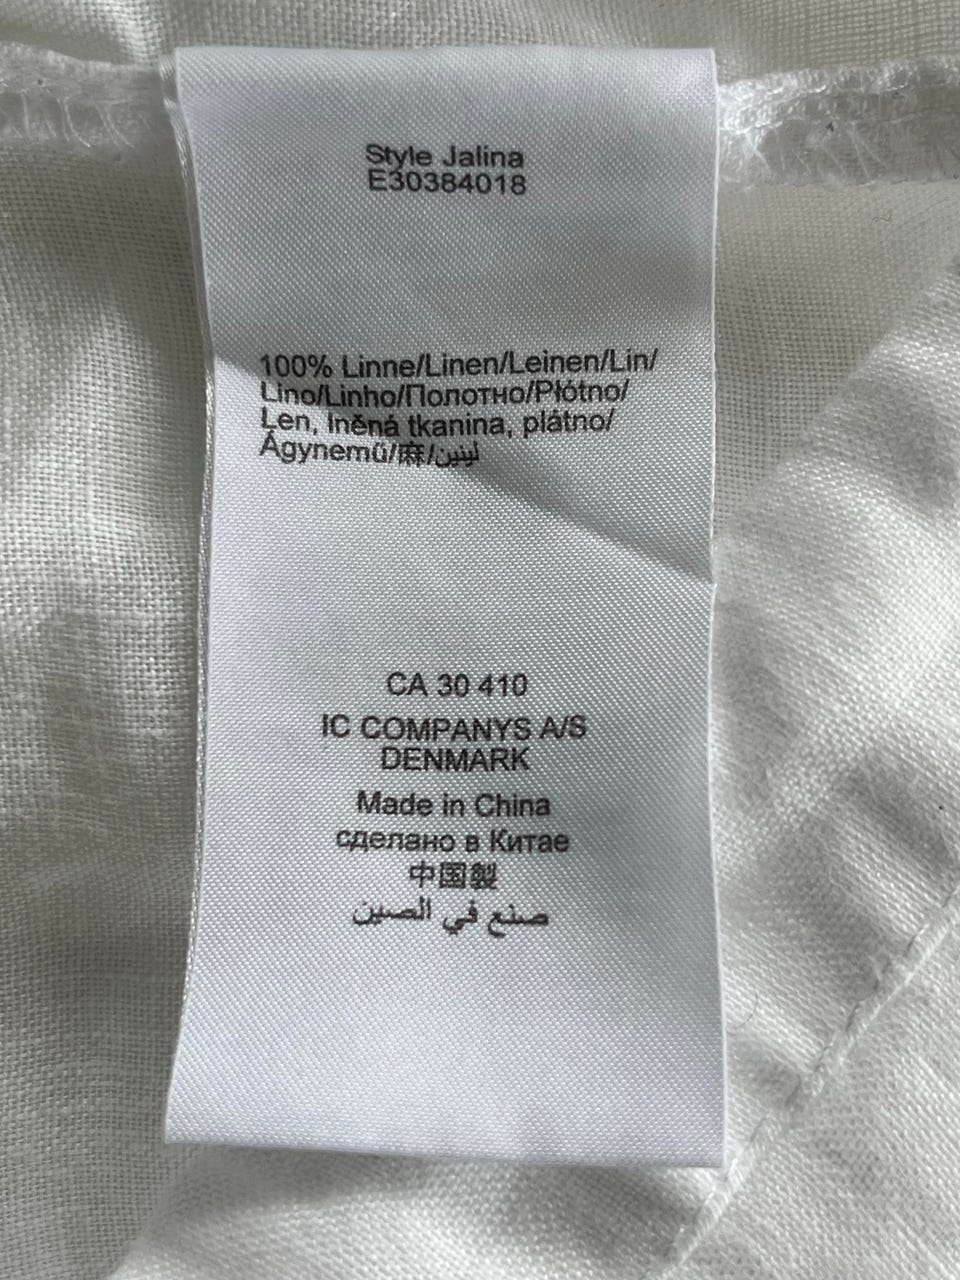 Style Jalina
E30384018
100% Linne/Linen/Leinen/Lin/
Lino/Linho/Полотно/Płótno/
Len, lněná tkanina, plátno/
Ágynemű/麻/لينين
CA 30 410
IC COMPANYS A/S
DENMARK
Made in China
сделано в Китае
中国製
صنع في الصين